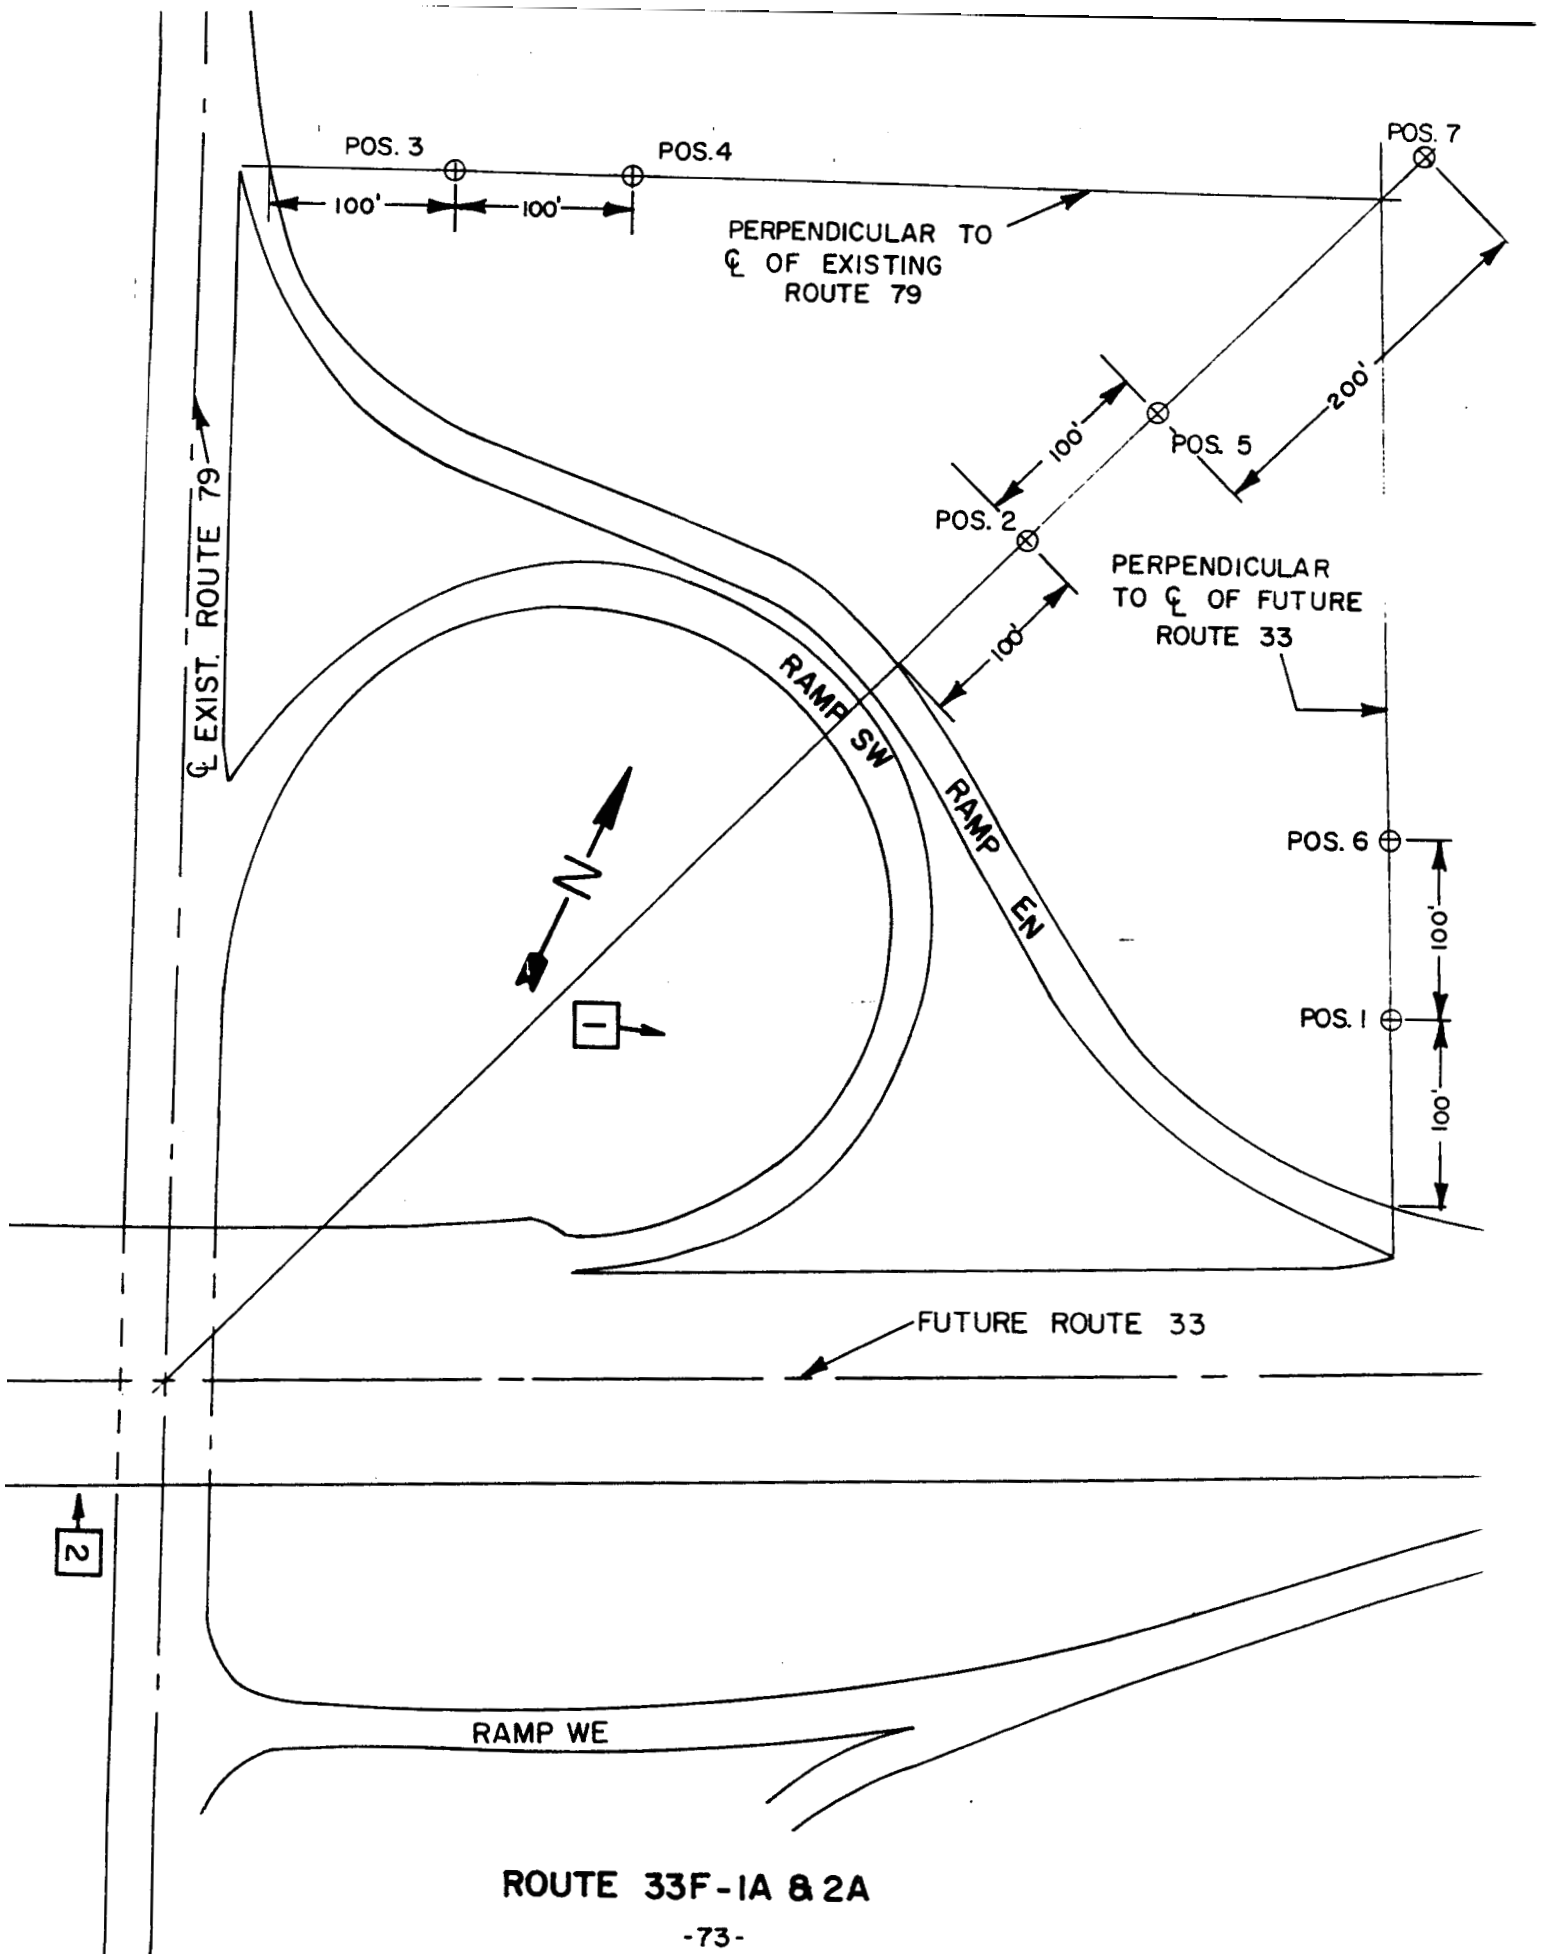 POS. 7
POS. 3
POS. 4
100'
100'
PERPENDICULAR TO
℄ OF EXISTING
ROUTE 79
200'
100'
POS. 5
℄ EXIST. ROUTE 79
POS. 2
PERPENDICULAR
TO ℄ OF FUTURE
ROUTE 33
100'
RAMP SW
RAMP EN
POS. 6
N
100'
POS. 1
1
100'
FUTURE ROUTE 33
2
RAMP WE
ROUTE 33F-1A & 2A
-73-